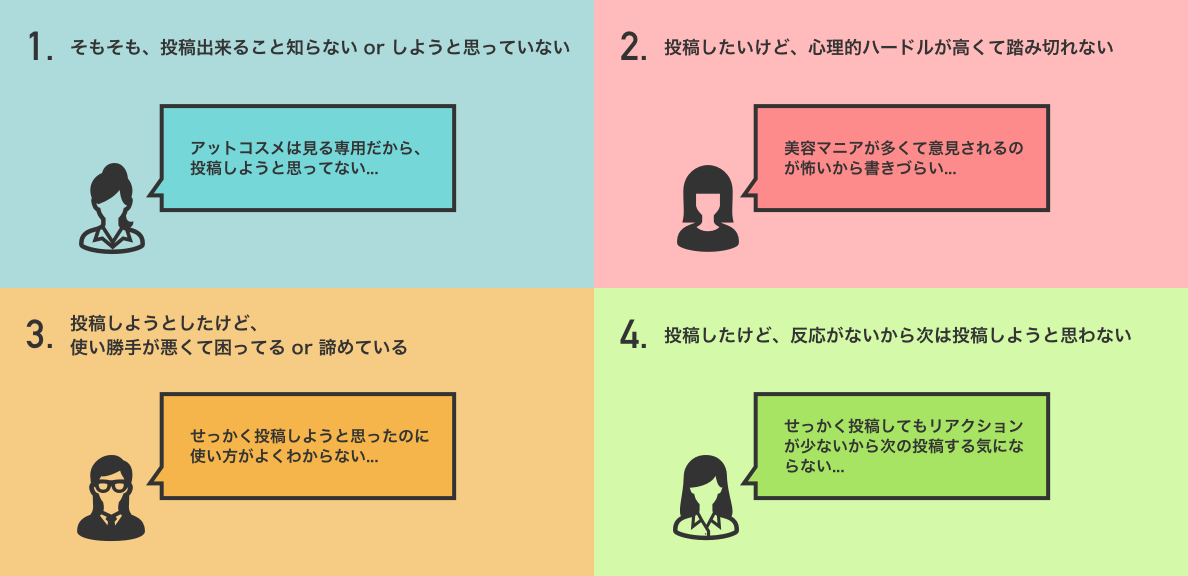 1. そもそも、投稿出来ること知らない or しようと思っていない
アットコスメは見る専用だから、
投稿しようと思ってない...
2. 投稿したいけど、心理的ハードルが高くて踏み切れない
美容マニアが多くて意見されるの
が怖いから書きづらい...
3. 投稿しようとしたけど、
使い勝手が悪くて困ってる or 諦めている
せっかく投稿しようと思ったのに
使い方がよくわからない...
4. 投稿したけど、反応がないから次は投稿しようと思わない
せっかく投稿してもリアクション
が少ないから次の投稿する気にな
らない...